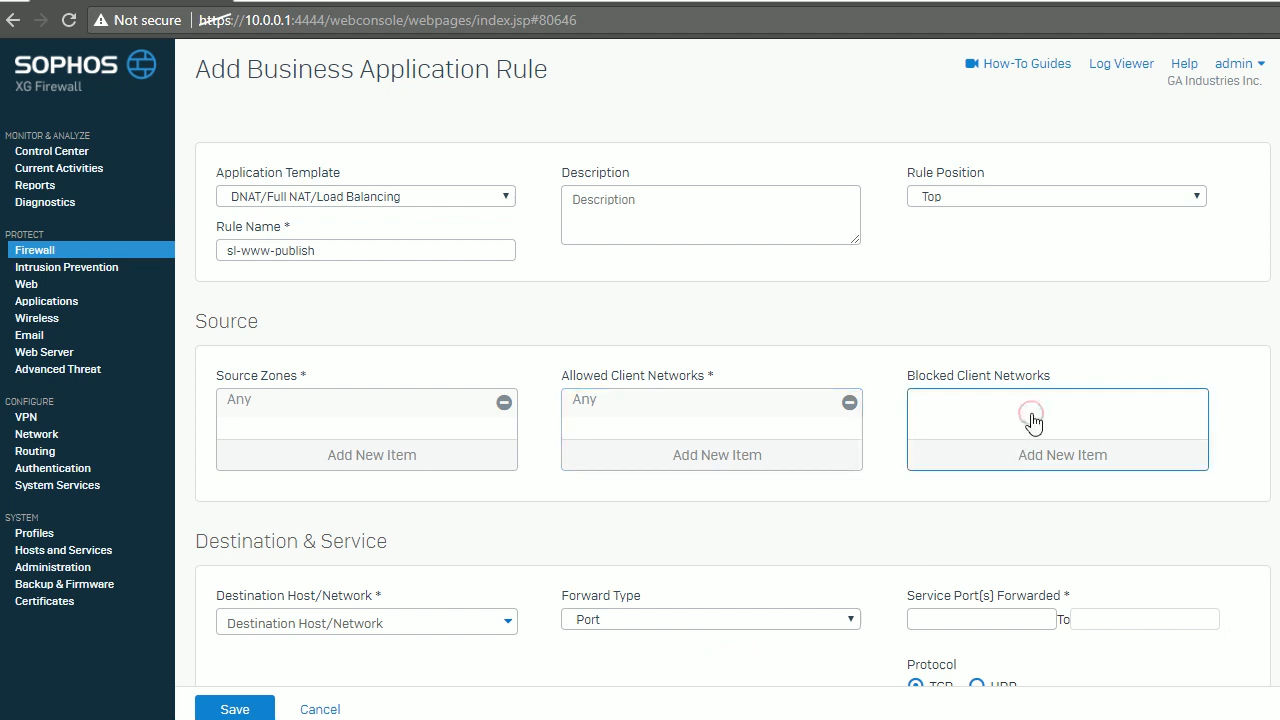 Not secure | https://10.0.0.1:4444/webconsole/webpages/index.jsp#80646
SOPHOS
XG Firewall
MONITOR & ANALYZE
Control Center
Current Activities
Reports
Diagnostics
PROTECT
Firewall
Intrusion Prevention
Web
Applications
Wireless
Email
Web Server
Advanced Threat
CONFIGURE
VPN
Network
Routing
Authentication
System Services
SYSTEM
Profiles
Hosts and Services
Administration
Backup & Firmware
Certificates
Add Business Application Rule
How-To Guides Log Viewer Help admin
GA Industries Inc.
Application Template
DNAT/Full NAT/Load Balancing
Rule Name *
sl-www-publish
Description
Description
Rule Position
Top
Source
Source Zones *
Any
Add New Item
Allowed Client Networks *
Any
Add New Item
Blocked Client Networks
Add New Item
Destination & Service
Destination Host/Network *
Destination Host/Network
Forward Type
Port
Service Port(s) Forwarded *
To
Protocol
TCP UDP
Save Cancel